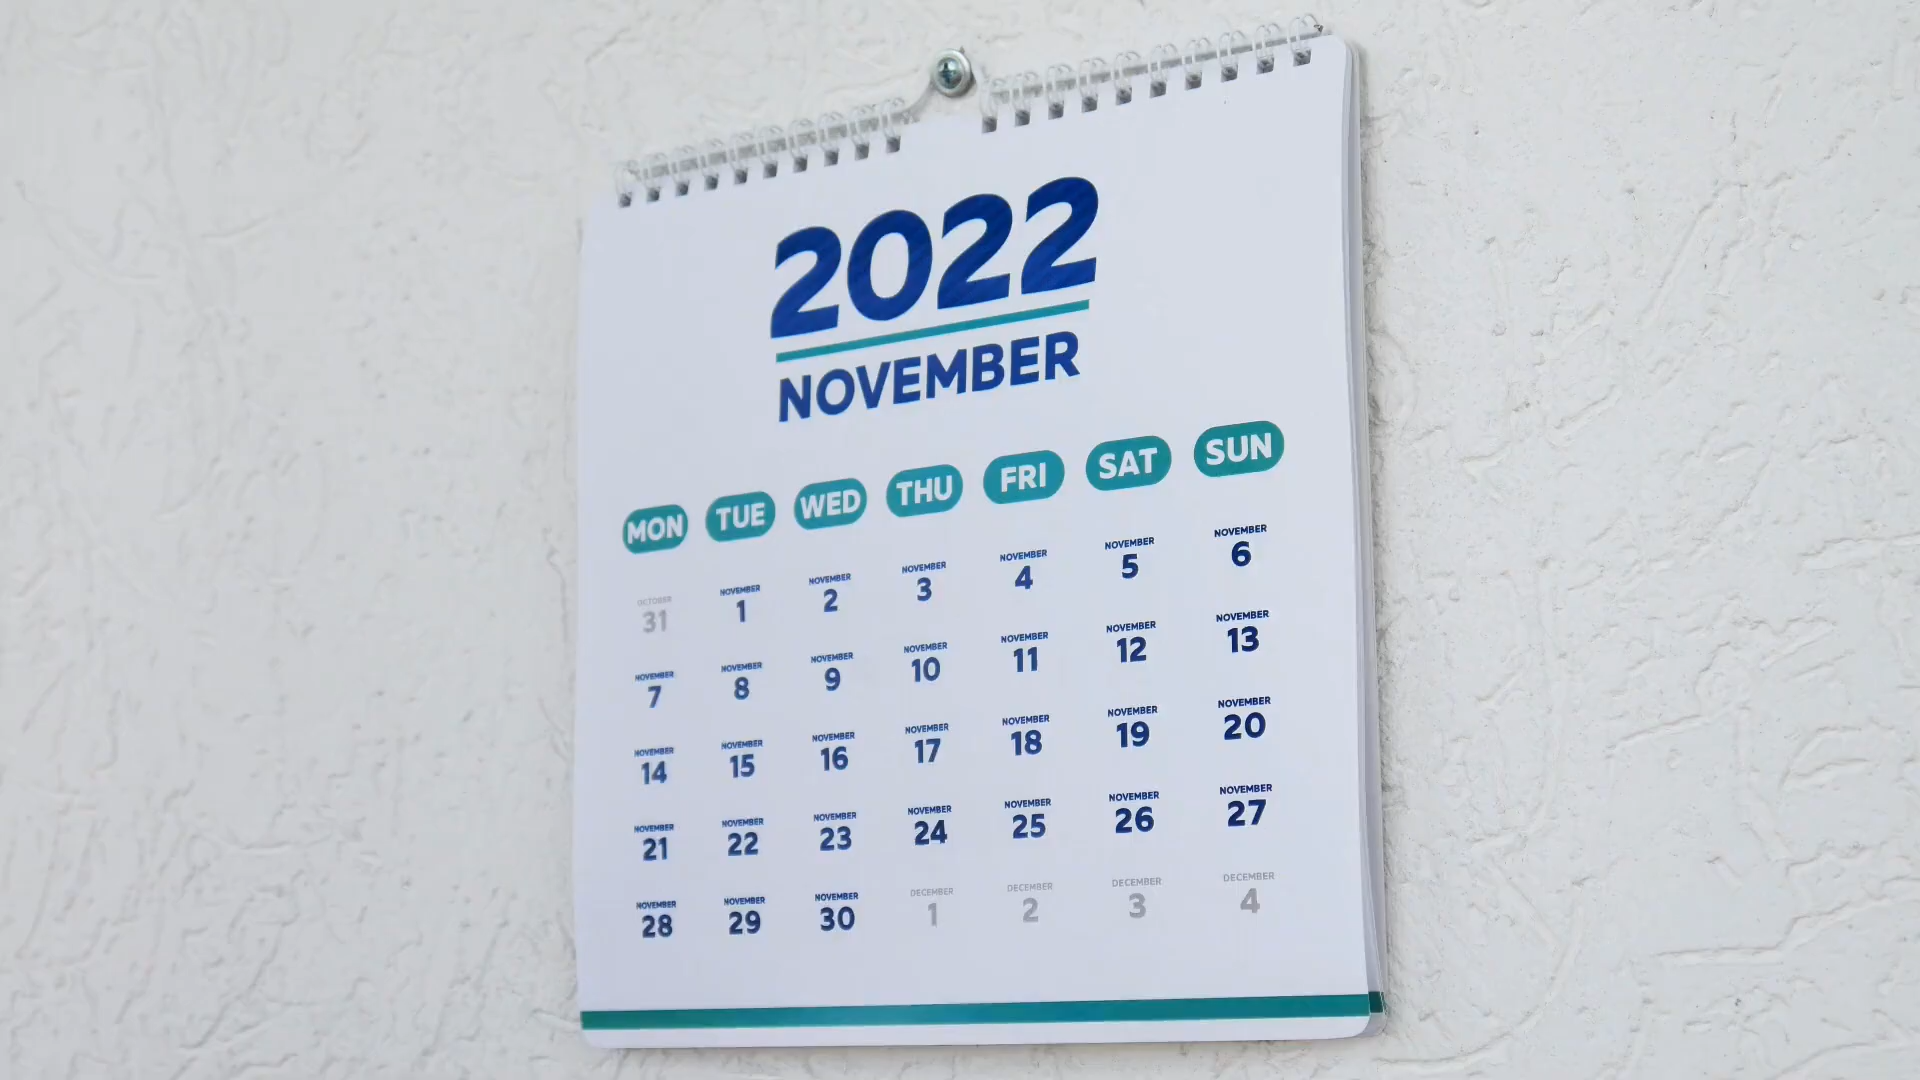 2022
NOVEMBER
MON TUE WED THU FRI SAT SUN
OCTOBER NOVEMBER NOVEMBER NOVEMBER NOVEMBER NOVEMBER NOVEMBER
31 1 2 3 4 5 6
NOVEMBER NOVEMBER NOVEMBER NOVEMBER NOVEMBER NOVEMBER NOVEMBER
7 8 9 10 11 12 13
NOVEMBER NOVEMBER NOVEMBER NOVEMBER NOVEMBER NOVEMBER NOVEMBER
14 15 16 17 18 19 20
NOVEMBER NOVEMBER NOVEMBER NOVEMBER NOVEMBER NOVEMBER NOVEMBER
21 22 23 24 25 26 27
NOVEMBER NOVEMBER NOVEMBER DECEMBER DECEMBER DECEMBER DECEMBER
28 29 30 1 2 3 4